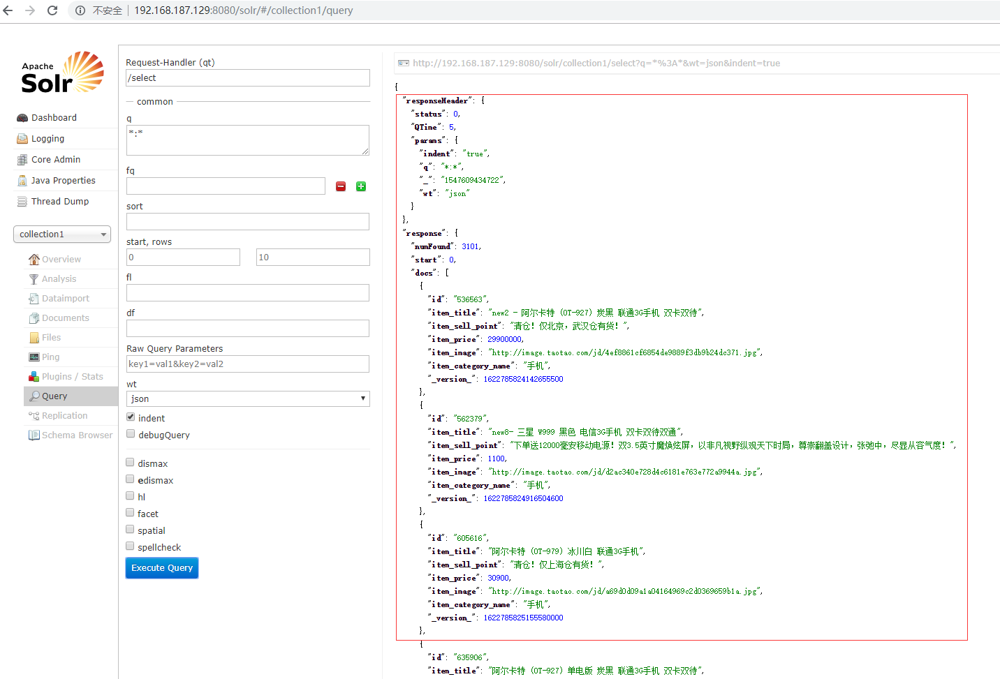 不安全 | 192.168.187.129:8080/solr/#/collection1/query
Apache
Solr
Dashboard
Logging
Core Admin
Java Properties
Thread Dump
collection1
Overview
Analysis
Dataimport
Documents
Files
Ping
Plugins / Stats
Query
Replication
Schema Browser
Request-Handler (qt)
/select
common
q
*:*
fq
sort
start, rows
0 10
fl
df
Raw Query Parameters
key1=val1&key2=val2
wt
json
indent
debugQuery
dismax
edismax
hl
facet
spatial
spellcheck
Execute Query
http://192.168.187.129:8080/solr/collection1/select?q=*%3A*&wt=json&indent=true
{
"responseHeader": {
"status": 0,
"QTime": 5,
"params": {
"indent": "true",
"q": "*:*",
"_": "1547609434722",
"wt": "json"
}
},
"response": {
"numFound": 3101,
"start": 0,
"docs": [
{
"id": "536563",
"item_title": "new2 - 阿尔卡特 (OT-927) 炭黑 联通3G手机 双卡双待",
"item_sell_point": "清仓！仅北京，武汉仓有货！",
"item_price": 29900000,
"item_image": "http://image.taotao.com/jd/4ef8861cf6854de9889f3db9b24dc371.jpg",
"item_category_name": "手机",
"_version_": 1622785824142655500
},
{
"id": "562379",
"item_title": "new8- 三星 W999 黑色 电信3G手机 双卡双待双通",
"item_sell_point": "下单送12000毫安移动电源！双3.5英寸魔焕炫屏，以非凡视野纵观天下时局，尊崇翻盖设计，张弛中，尽显从容气度！",
"item_price": 1100,
"item_image": "http://image.taotao.com/jd/d2ac340e728d4c6181e763e772a9944a.jpg",
"item_category_name": "手机",
"_version_": 1622785824916504600
},
{
"id": "605616",
"item_title": "阿尔卡特 (OT-979) 冰川白 联通3G手机",
"item_sell_point": "清仓！仅上海仓有货！",
"item_price": 30900,
"item_image": "http://image.taotao.com/jd/a69d0d09a1a04164969c2d0369659b1a.jpg",
"item_category_name": "手机",
"_version_": 1622785825155580000
},
{
"id": "635906",
"item_title": "阿尔卡特 (OT-927) 单电版 炭黑 联通3G手机 双卡双待",